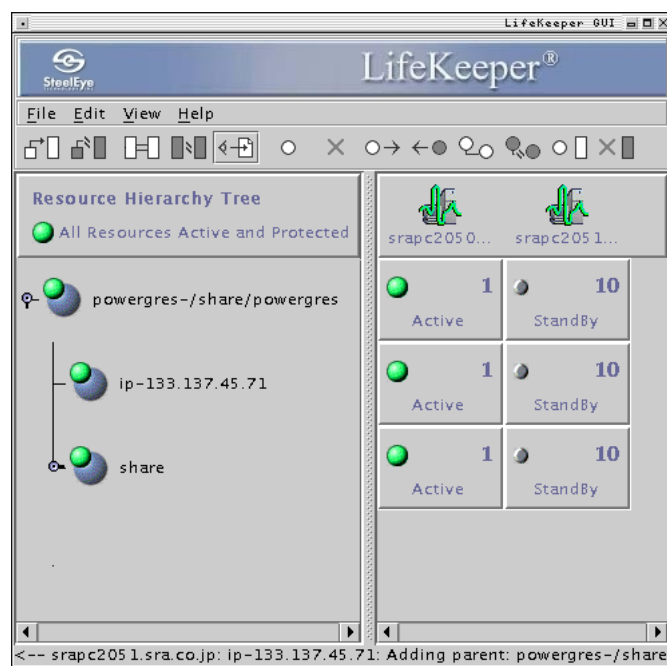 LifeKeeper GUI
SteelEye
LifeKeeper®
File Edit View Help
Resource Hierarchy Tree
All Resources Active and Protected
srapc2050... srapc2051...
powergres-/share/powergres
1 Active
10 StandBy
ip-133.137.45.71
1 Active
10 StandBy
share
1 Active
10 StandBy
<-- srapc2051.sra.co.jp: ip-133.137.45.71: Adding parent: powergres-/share